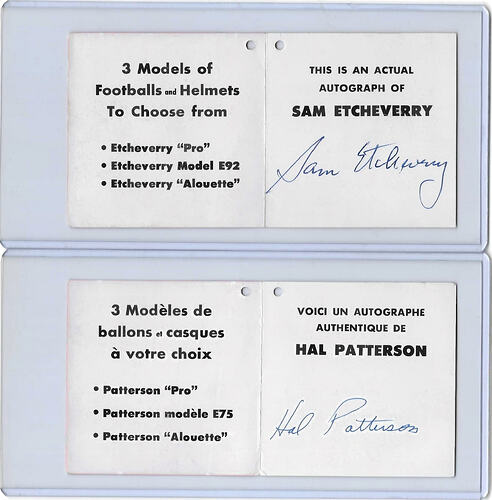 3 Models of
Footballs and Helmets
To Choose from
• Etcheverry "Pro"
• Etcheverry Model E92
• Etcheverry "Alouette"
THIS IS AN ACTUAL
AUTOGRAPH OF
SAM ETCHEVERRY
Sam Etcheverry
3 Modèles de
ballons et casques
à votre choix
• Patterson "Pro"
• Patterson modèle E75
• Patterson "Alouette"
VOICI UN AUTOGRAPHE
AUTHENTIQUE DE
HAL PATTERSON
Hal Patterson